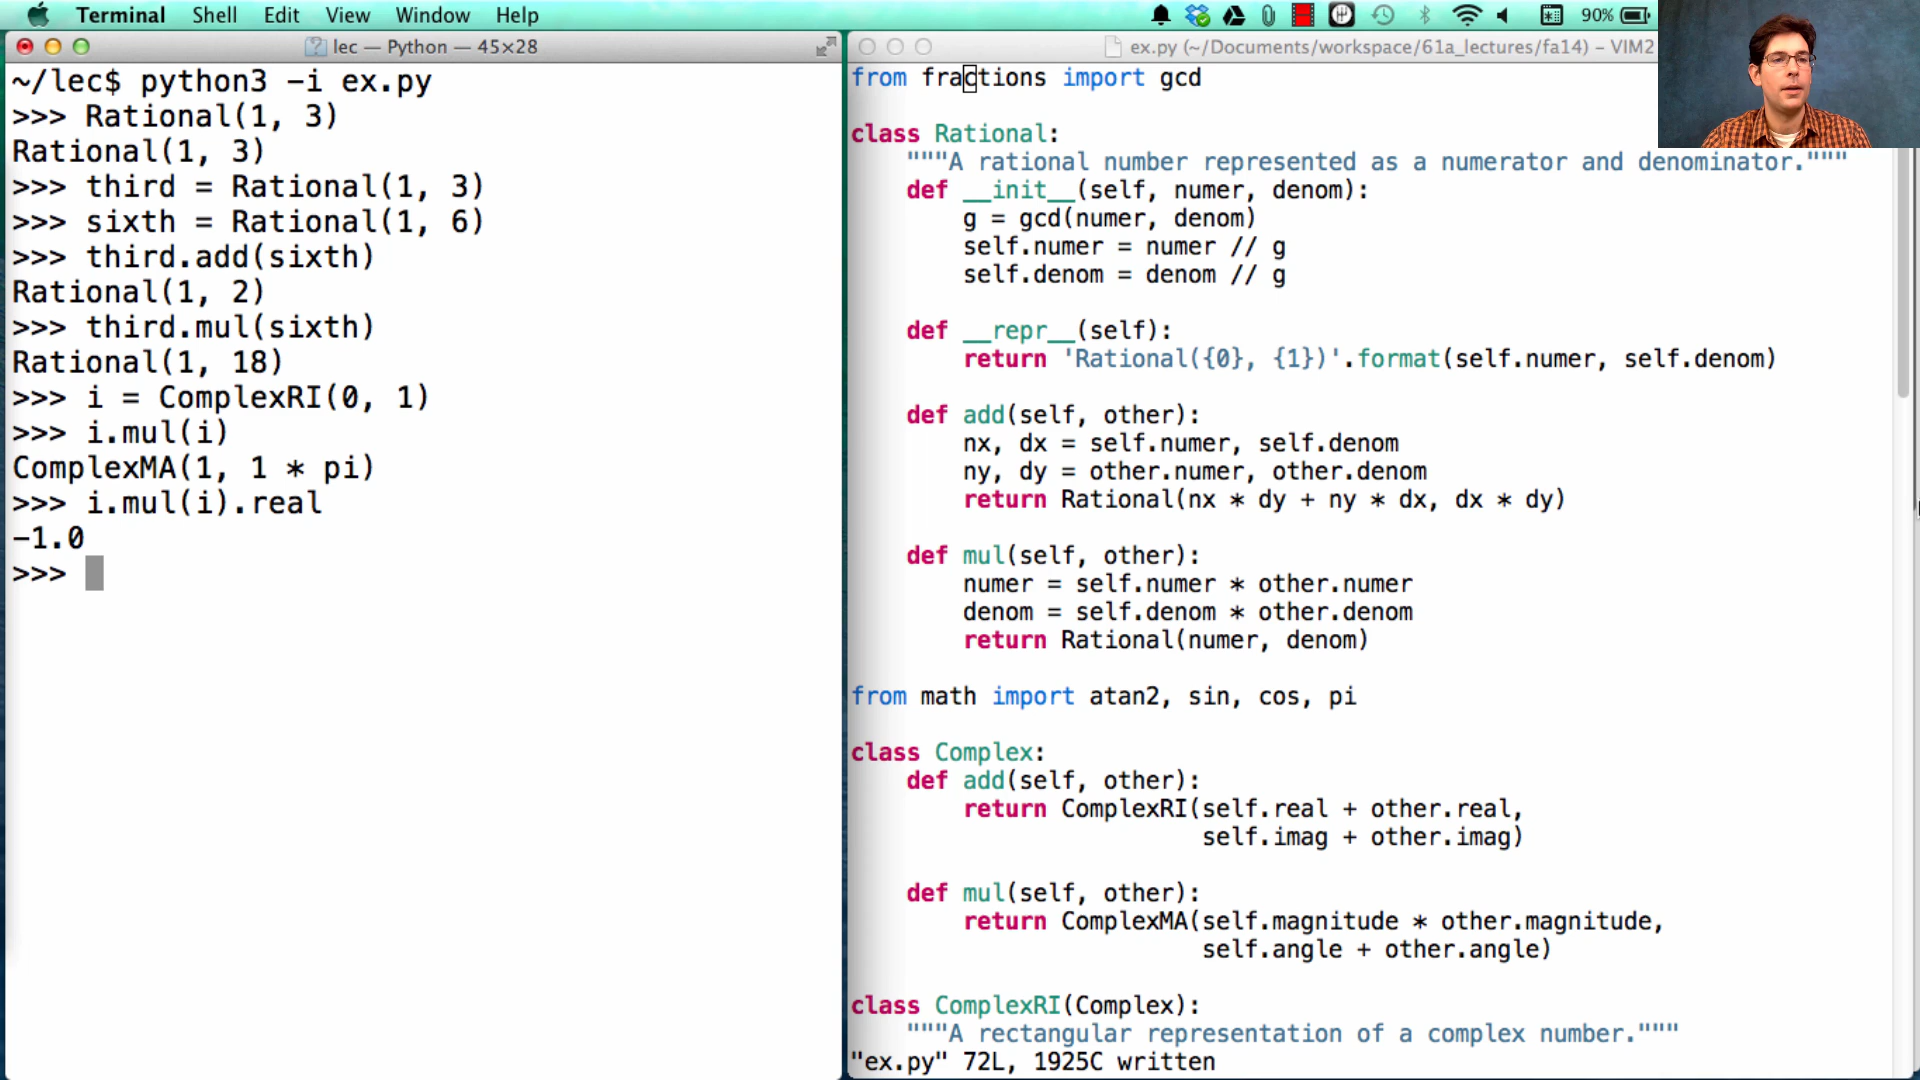 Terminal Shell Edit View Window Help 90%
lec — Python — 45×28
~/lec$ python3 -i ex.py
>>> Rational(1, 3)
Rational(1, 3)
>>> third = Rational(1, 3)
>>> sixth = Rational(1, 6)
>>> third.add(sixth)
Rational(1, 2)
>>> third.mul(sixth)
Rational(1, 18)
>>> i = ComplexRI(0, 1)
>>> i.mul(i)
ComplexMA(1, 1 * pi)
>>> i.mul(i).real
-1.0
>>>
ex.py (~/Documents/workspace/61a_lectures/fa14) – VIM2
from fractions import gcd
class Rational:
"""A rational number represented as a numerator and denominator."""
def __init__(self, numer, denom):
g = gcd(numer, denom)
self.numer = numer // g
self.denom = denom // g
def __repr__(self):
return 'Rational({0}, {1})'.format(self.numer, self.denom)
def add(self, other):
nx, dx = self.numer, self.denom
ny, dy = other.numer, other.denom
return Rational(nx * dy + ny * dx, dx * dy)
def mul(self, other):
numer = self.numer * other.numer
denom = self.denom * other.denom
return Rational(numer, denom)
from math import atan2, sin, cos, pi
class Complex:
def add(self, other):
return ComplexRI(self.real + other.real,
self.imag + other.imag)
def mul(self, other):
return ComplexMA(self.magnitude * other.magnitude,
self.angle + other.angle)
class ComplexRI(Complex):
"""A rectangular representation of a complex number."""
"ex.py" 72L, 1925C written